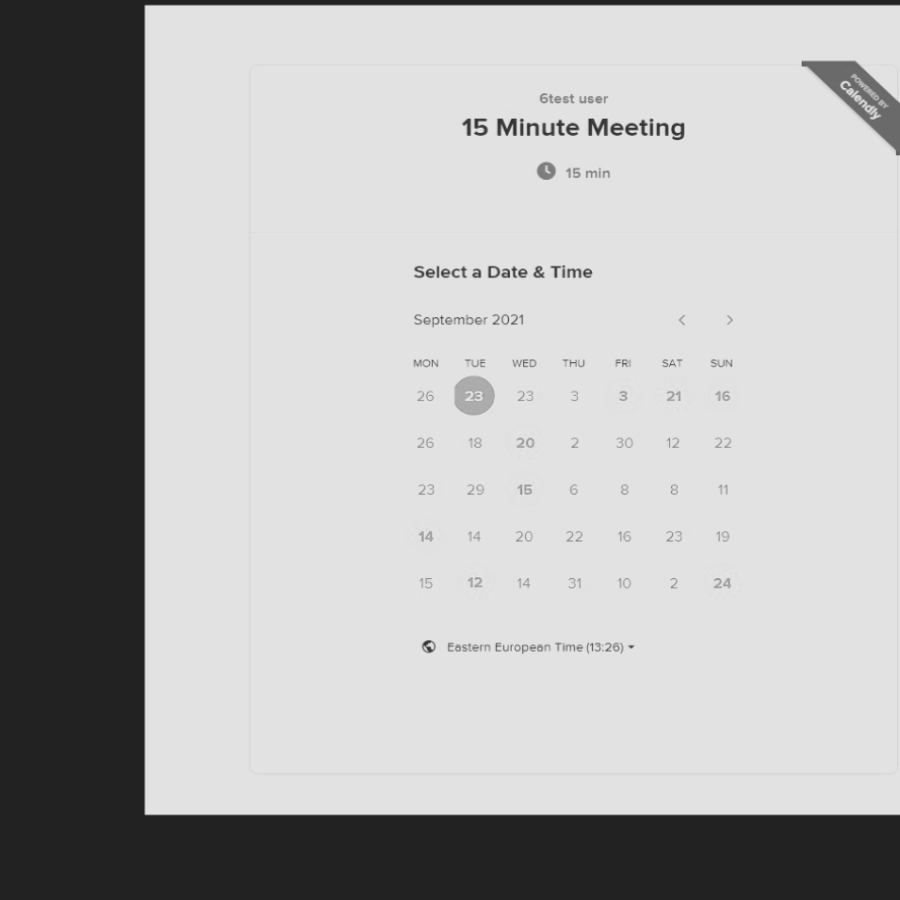 POWERED BY
Calendly
6test user
15 Minute Meeting
15 min
Select a Date & Time
September 2021
MON TUE WED THU FRI SAT SUN
26 23 23 3 3 21 16
26 18 20 2 30 12 22
23 29 15 6 8 8 11
14 14 20 22 16 23 19
15 12 14 31 10 2 24
Eastern European Time (13:26)